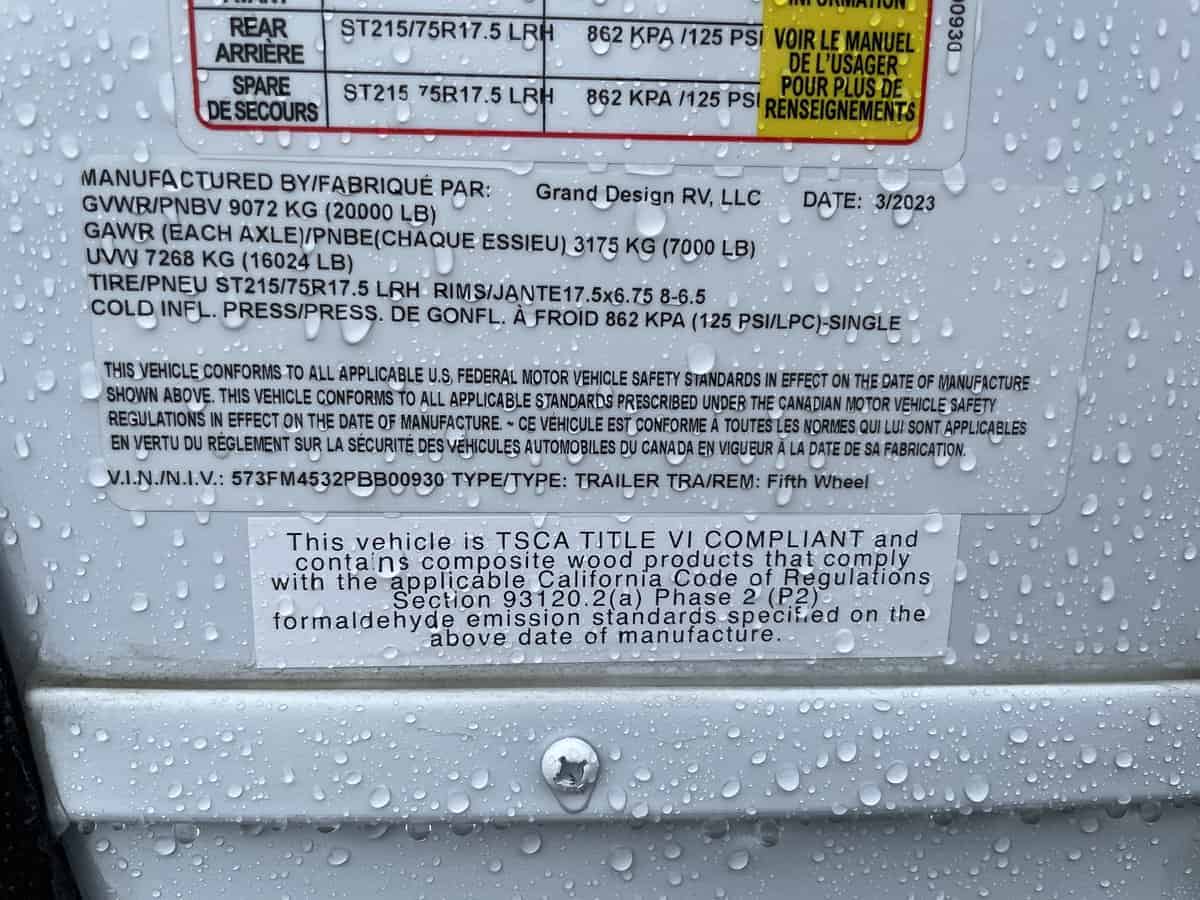 INFORMATION
REAR ST215/75R17.5 LRH 862 KPA /125 PSI
ARRIÈRE
SPARE ST215 75R17.5 LRH 862 KPA /125 PSI
DE SECOURS
VOIR LE MANUEL
DE L'USAGER
POUR PLUS DE
RENSEIGNEMENTS
MANUFACTURED BY/FABRIQUÉ PAR: Grand Design RV, LLC DATE: 3/2023
GVWR/PNBV 9072 KG (20000 LB)
GAWR (EACH AXLE)/PNBE(CHAQUE ESSIEU) 3175 KG (7000 LB)
UVW 7268 KG (16024 LB)
TIRE/PNEU ST215/75R17.5 LRH RIMS/JANTE17.5x6.75 8-6.5
COLD INFL. PRESS/PRESS. DE GONFL. À FROID 862 KPA (125 PSI/LPC)-SINGLE
THIS VEHICLE CONFORMS TO ALL APPLICABLE U.S. FEDERAL MOTOR VEHICLE SAFETY STANDARDS IN EFFECT ON THE DATE OF MANUFACTURE
SHOWN ABOVE. THIS VEHICLE CONFORMS TO ALL APPLICABLE STANDARDS PRESCRIBED UNDER THE CANADIAN MOTOR VEHICLE SAFETY
REGULATIONS IN EFFECT ON THE DATE OF MANUFACTURE. ~ CE VÉHICULE EST CONFORME À TOUTES LES NORMES QUI LUI SONT APPLICABLES
EN VERTU DU RÉGLEMENT SUR LA SÉCURITÉ DES VÉHICULES AUTOMOBILES DU CANADA EN VIGUEUR À LA DATE DE SA FABRICATION.
V.I.N./N.I.V.: 573FM4532PBB00930 TYPE/TYPE: TRAILER TRA/REM: Fifth Wheel
This vehicle is TSCA TITLE VI COMPLIANT and
contains composite wood products that comply
with the applicable California Code of Regulations
Section 93120.2(a) Phase 2 (P2)
formaldehyde emission standards specified on the
above date of manufacture.